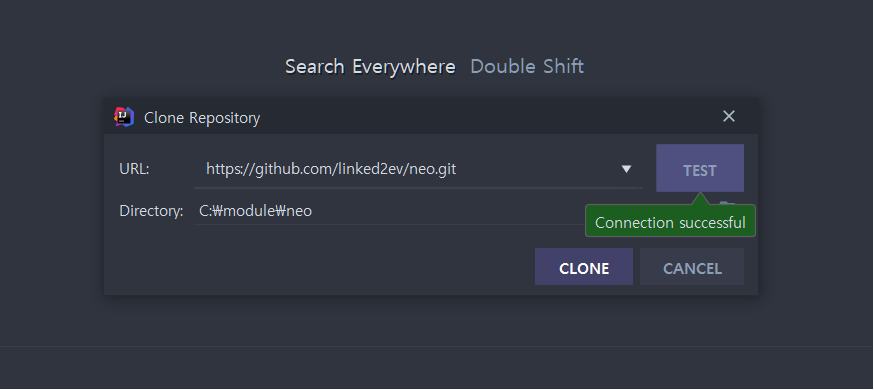 Search Everywhere Double Shift
IJ Clone Repository
URL: https://github.com/linked2ev/neo.git TEST
Directory: C:₩module₩neo
Connection successful
CLONE CANCEL